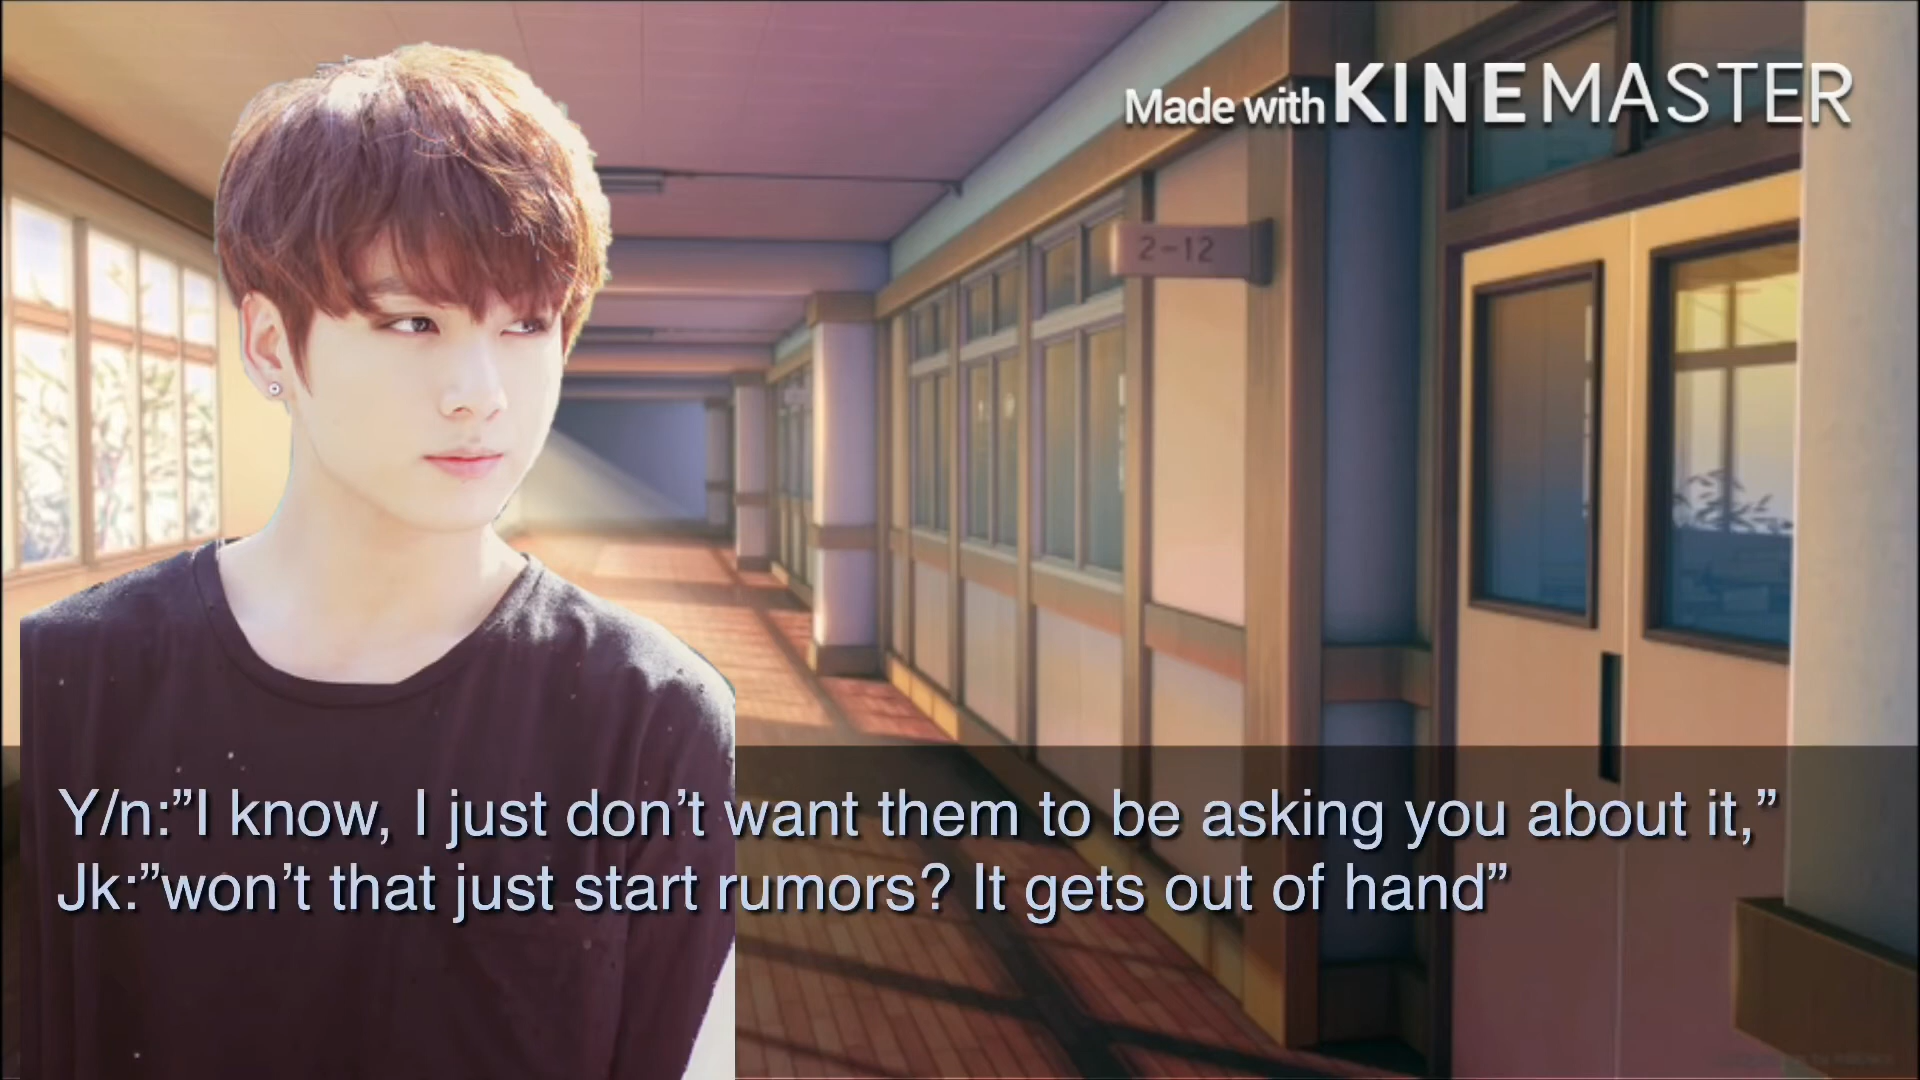 Made with KINEMASTER
2-12
Y/n:”I know, I just don’t want them to be asking you about it,”
Jk:”won’t that just start rumors? It gets out of hand”